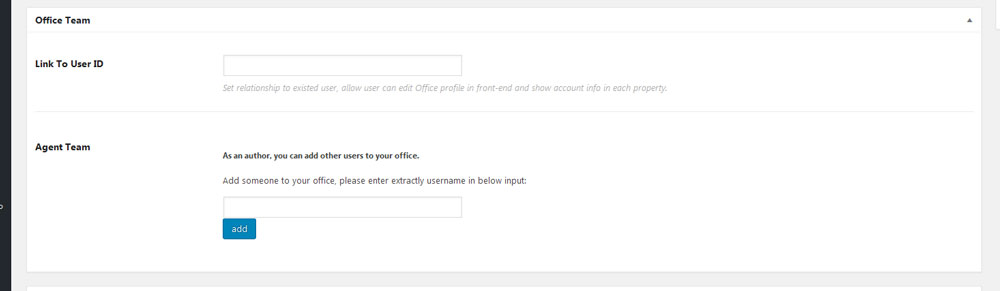 Office Team
Link To User ID
Set relationship to existed user, allow user can edit Office profile in front-end and show account info in each property.
Agent Team
As an author, you can add other users to your office.
Add someone to your office, please enter extractly username in below input:
add